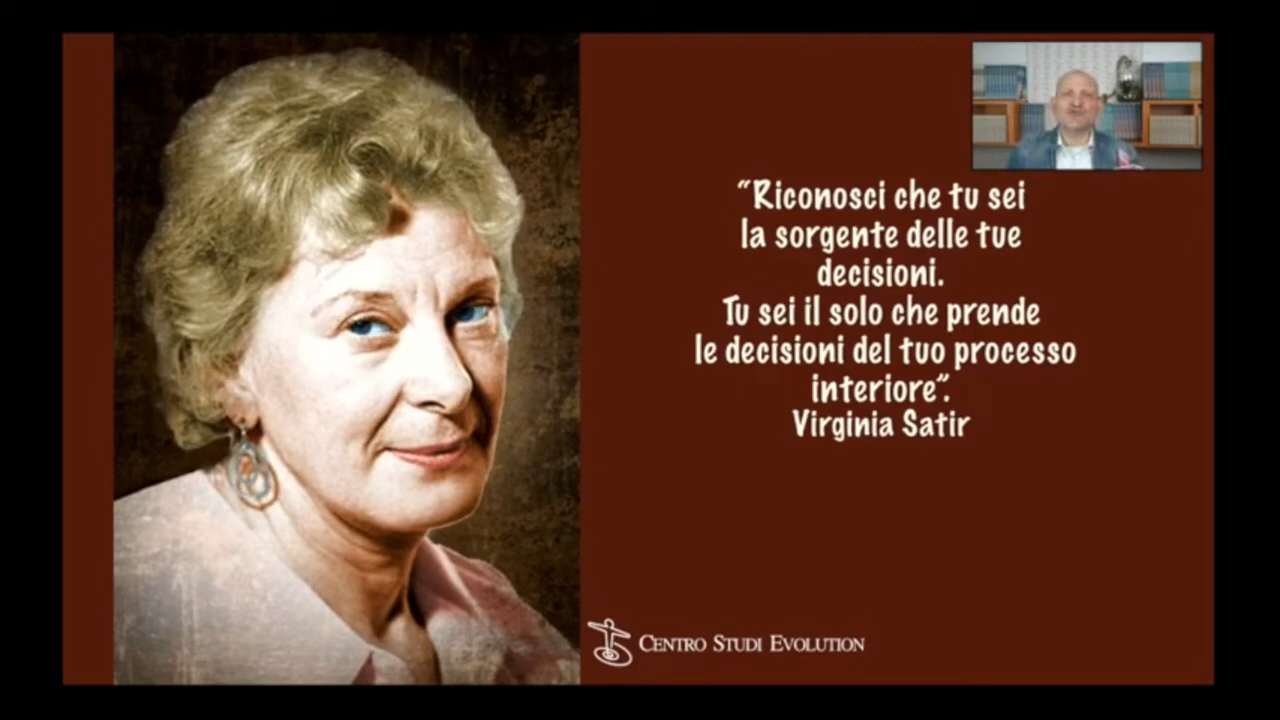 “Riconosci che tu sei
la sorgente delle tue
decisioni.
Tu sei il solo che prende
le decisioni del tuo processo
interiore”.
Virginia Satir
CENTRO STUDI EVOLUTION